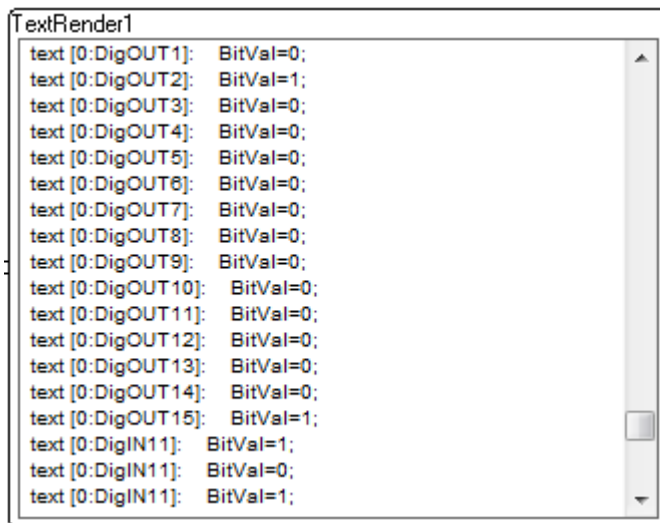 TextRender1
text [0:DigOUT1]: BitVal=0;
text [0:DigOUT2]: BitVal=1;
text [0:DigOUT3]: BitVal=0;
text [0:DigOUT4]: BitVal=0;
text [0:DigOUT5]: BitVal=0;
text [0:DigOUT6]: BitVal=0;
text [0:DigOUT7]: BitVal=0;
text [0:DigOUT8]: BitVal=0;
text [0:DigOUT9]: BitVal=0;
text [0:DigOUT10]: BitVal=0;
text [0:DigOUT11]: BitVal=0;
text [0:DigOUT12]: BitVal=0;
text [0:DigOUT13]: BitVal=0;
text [0:DigOUT14]: BitVal=0;
text [0:DigOUT15]: BitVal=1;
text [0:DigIN11]: BitVal=1;
text [0:DigIN11]: BitVal=0;
text [0:DigIN11]: BitVal=1;